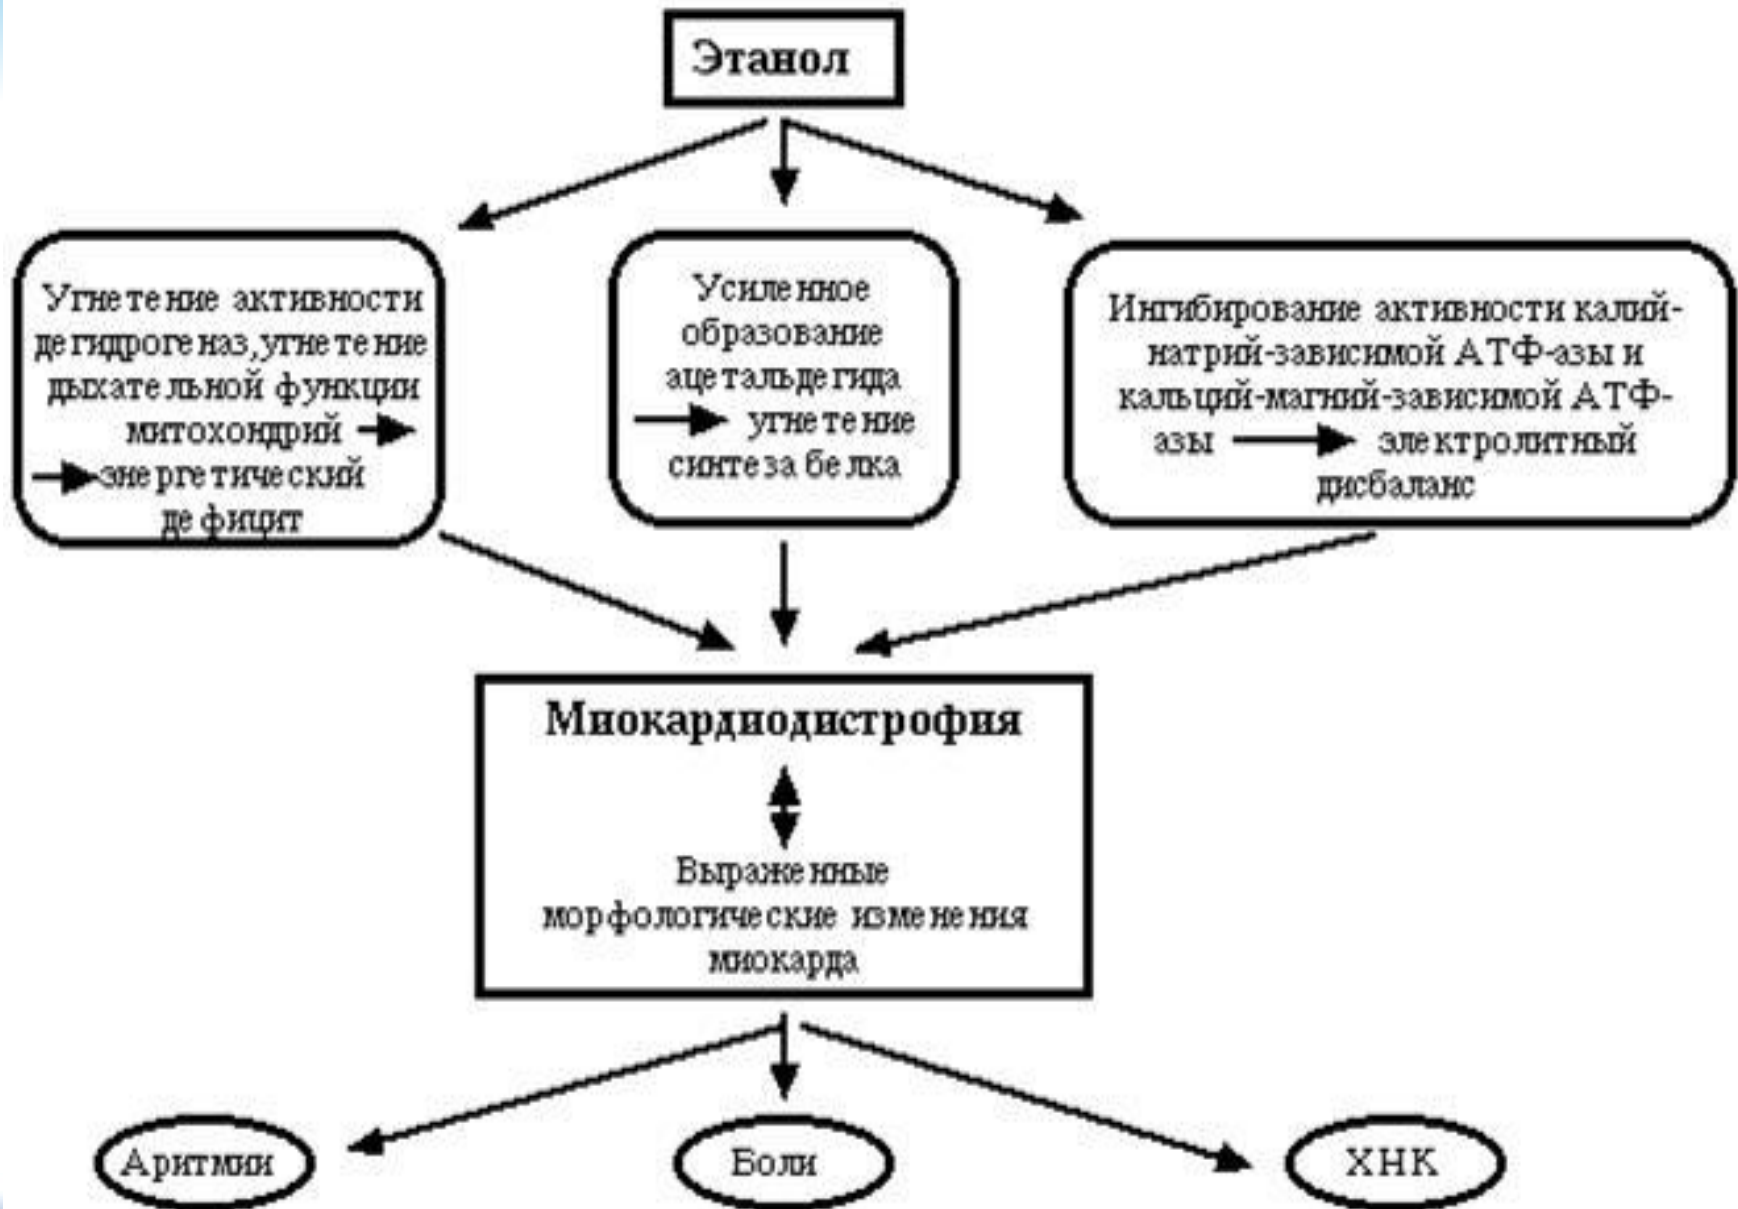 Этанол
Угнетение активности
дегидрогеназ,угнетение
дыхательной функции
митохондрий
энергетический
дефицит
Усиленное
образование
ацетальдегида
угнетение
синтеза белка
Ингибирование активности калий-
натрий-зависимой АТФ-азы и
кальций-магний-зависимой АТФ-
азы электролитный
дисбаланс
Миокардиодистрофия
Выраженные
морфологические изменения
миокарда
Аритмии
Боли
ХНК